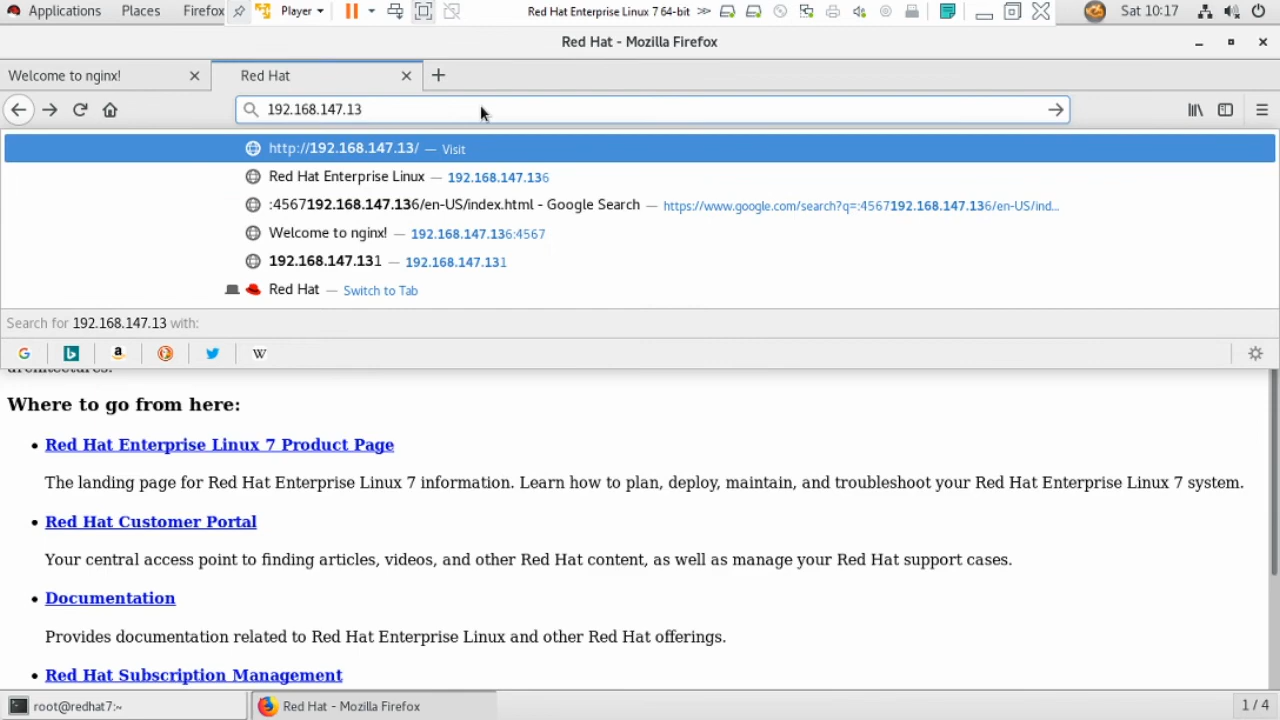 Applications Places Firefox Player Red Hat Enterprise Linux 7 64-bit Sat 10:17
Red Hat - Mozilla Firefox
Welcome to nginx! Red Hat
192.168.147.13
http://192.168.147.13/ — Visit
Red Hat Enterprise Linux — 192.168.147.136
:4567192.168.147.136/en-US/index.html - Google Search — https://www.google.com/search?q=:4567192.168.147.136/en-US/ind...
Welcome to nginx! — 192.168.147.136:4567
192.168.147.131 — 192.168.147.131
Red Hat — Switch to Tab
Search for 192.168.147.13 with:
architectures.
Where to go from here:
• Red Hat Enterprise Linux 7 Product Page
The landing page for Red Hat Enterprise Linux 7 information. Learn how to plan, deploy, maintain, and troubleshoot your Red Hat Enterprise Linux 7 system.
• Red Hat Customer Portal
Your central access point to finding articles, videos, and other Red Hat content, as well as manage your Red Hat support cases.
• Documentation
Provides documentation related to Red Hat Enterprise Linux and other Red Hat offerings.
• Red Hat Subscription Management
root@redhat7:~ Red Hat - Mozilla Firefox 1 / 4